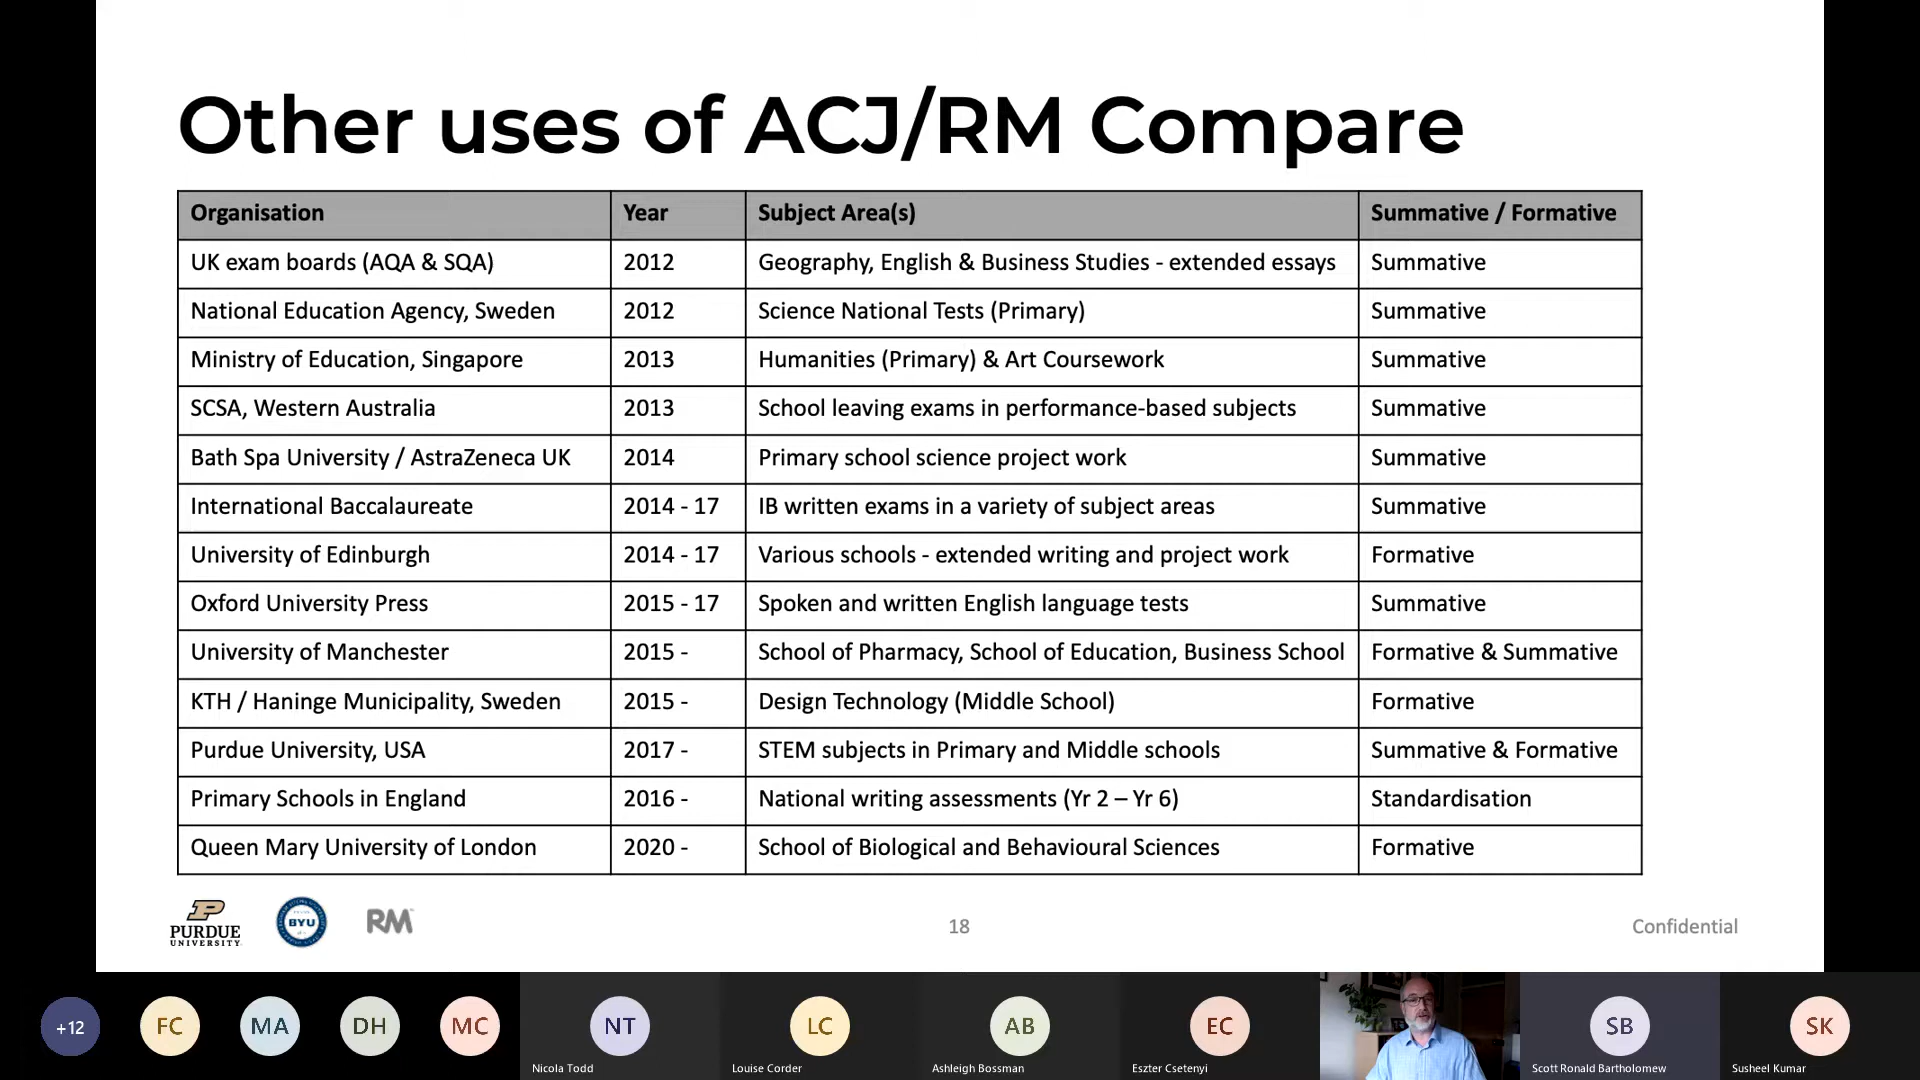 Other uses of ACJ/RM Compare
Organisation Year Subject Area(s) Summative / Formative
UK exam boards (AQA & SQA) 2012 Geography, English & Business Studies - extended essays Summative
National Education Agency, Sweden 2012 Science National Tests (Primary) Summative
Ministry of Education, Singapore 2013 Humanities (Primary) & Art Coursework Summative
SCSA, Western Australia 2013 School leaving exams in performance-based subjects Summative
Bath Spa University / AstraZeneca UK 2014 Primary school science project work Summative
International Baccalaureate 2014 - 17 IB written exams in a variety of subject areas Summative
University of Edinburgh 2014 - 17 Various schools - extended writing and project work Formative
Oxford University Press 2015 - 17 Spoken and written English language tests Summative
University of Manchester 2015 - School of Pharmacy, School of Education, Business School Formative & Summative
KTH / Haninge Municipality, Sweden 2015 - Design Technology (Middle School) Formative
Purdue University, USA 2017 - STEM subjects in Primary and Middle schools Summative & Formative
Primary Schools in England 2016 - National writing assessments (Yr 2 – Yr 6) Standardisation
Queen Mary University of London 2020 - School of Biological and Behavioural Sciences Formative
P
PURDUE
UNIVERSITY
BYU
RM
18
Confidential
+12 FC MA DH MC NT LC AB EC SB SK
Nicola Todd Louise Corder Ashleigh Bossman Eszter Csetenyi Scott Ronald Bartholomew Susheel Kumar